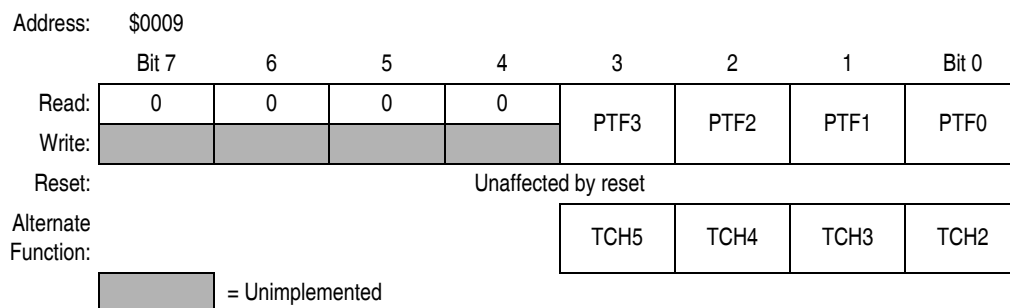 Address: $0009
Bit 7 6 5 4 3 2 1 Bit 0
Read: 0 0 0 0 PTF3 PTF2 PTF1 PTF0
Write:
Reset: Unaffected by reset
Alternate Function: TCH5 TCH4 TCH3 TCH2
= Unimplemented